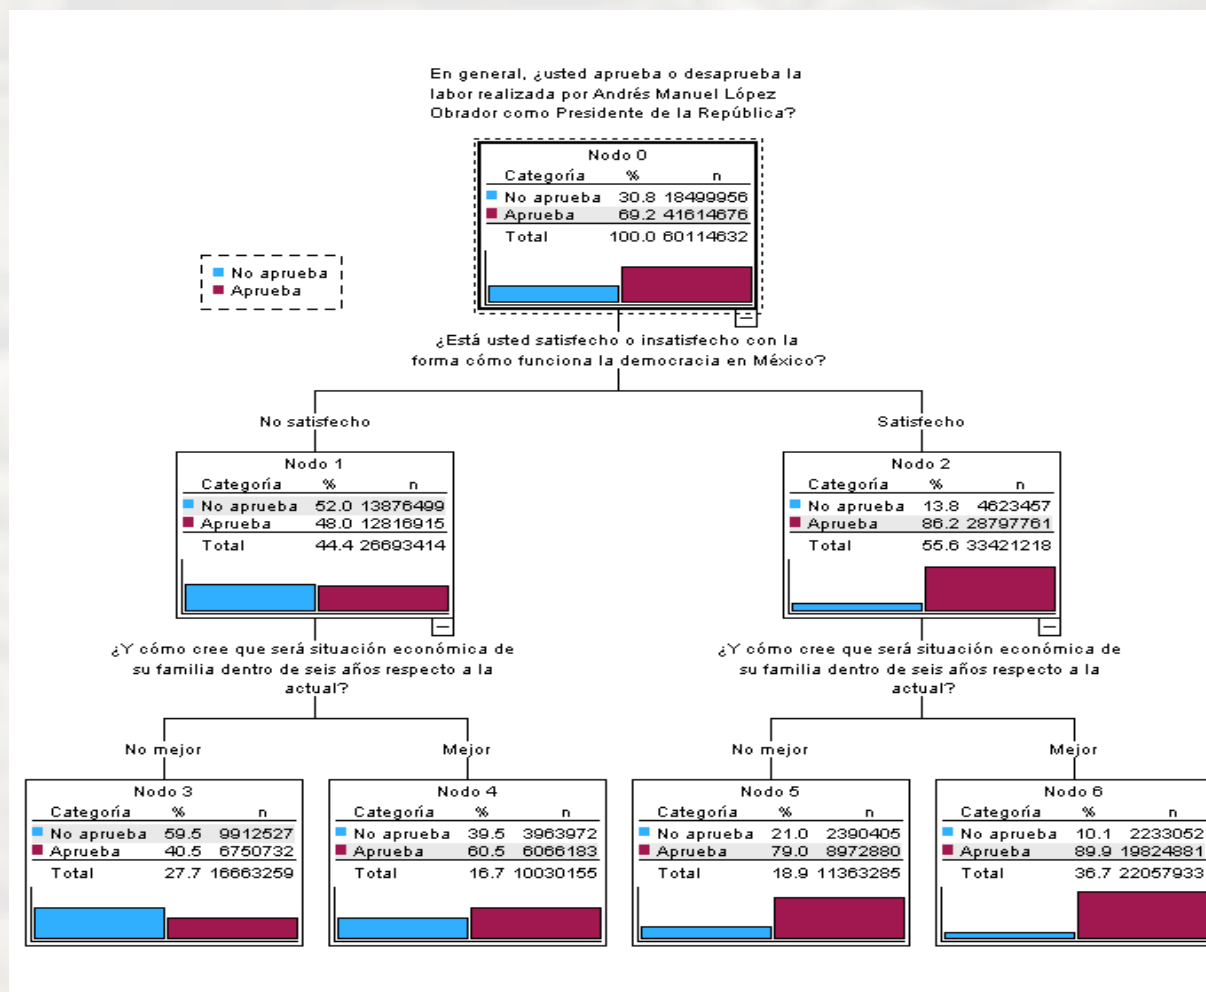 En general, ¿usted aprueba o desaprueba la
labor realizada por Andrés Manuel López
Obrador como Presidente de la República?
Nodo 0
Categoría % n
No aprueba 30.8 18499956
Aprueba 69.2 41614676
Total 100.0 60114632
No aprueba
Aprueba
¿Está usted satisfecho o insatisfecho con la
forma cómo funciona la democracia en México?
No satisfecho
Satisfecho
Nodo 1
Categoría % n
No aprueba 52.0 13876499
Aprueba 48.0 12816915
Total 44.4 26693414
Nodo 2
Categoría % n
No aprueba 13.8 4623457
Aprueba 86.2 28797761
Total 55.6 33421218
¿Y cómo cree que será situación económica de
su familia dentro de seis años respecto a la
actual?
¿Y cómo cree que será situación económica de
su familia dentro de seis años respecto a la
actual?
No mejor
Mejor
No mejor
Mejor
Nodo 3
Categoría % n
No aprueba 59.5 9912527
Aprueba 40.5 6750732
Total 27.7 16663259
Nodo 4
Categoría % n
No aprueba 39.5 3963972
Aprueba 60.5 6066183
Total 16.7 10030155
Nodo 5
Categoría % n
No aprueba 21.0 2390405
Aprueba 79.0 8972880
Total 18.9 11363285
Nodo 6
Categoría % n
No aprueba 10.1 2233052
Aprueba 89.9 19824881
Total 36.7 22057933